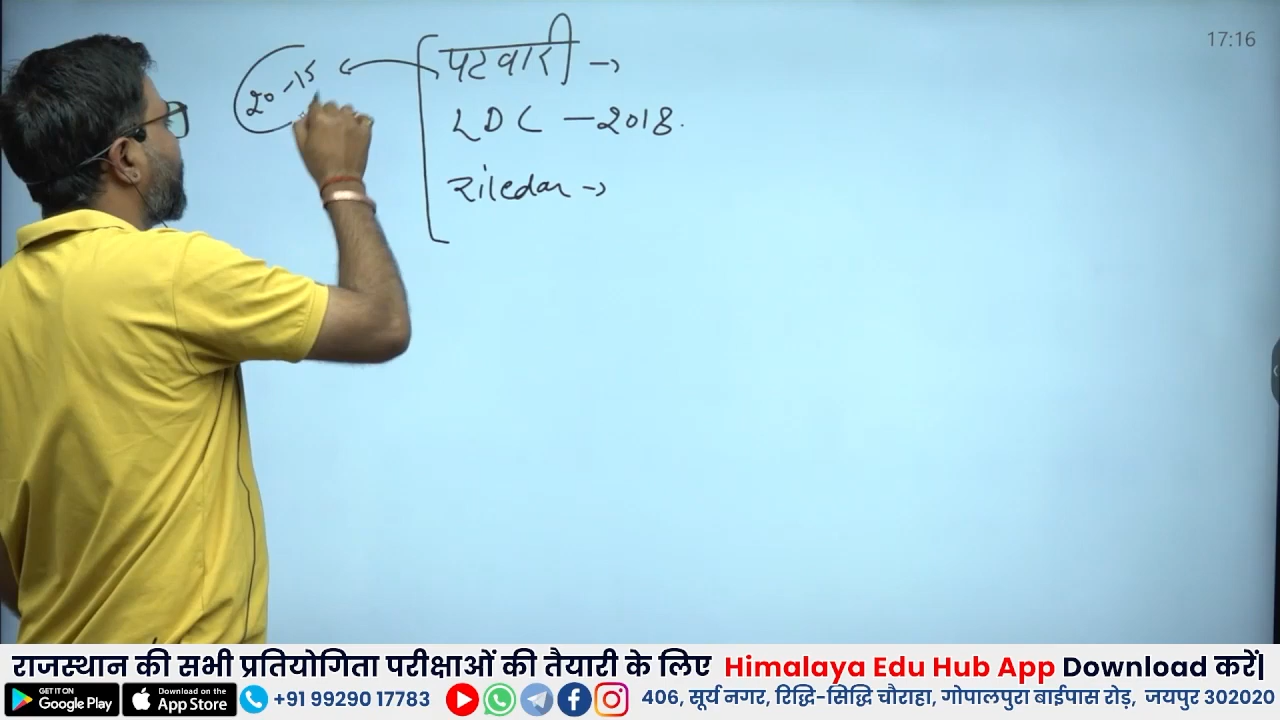 17:16
20-15
पटवारी →
LDC - 2018.
Ziledar →
राजस्थान की सभी प्रतियोगिता परीक्षाओं की तैयारी के लिए Himalaya Edu Hub App Download करें|
GET IT ON Google Play
Download on the App Store
+91 99290 17783
406, सूर्य नगर, रिद्धि-सिद्धि चौराहा, गोपालपुरा बाईपास रोड़, जयपुर 302020